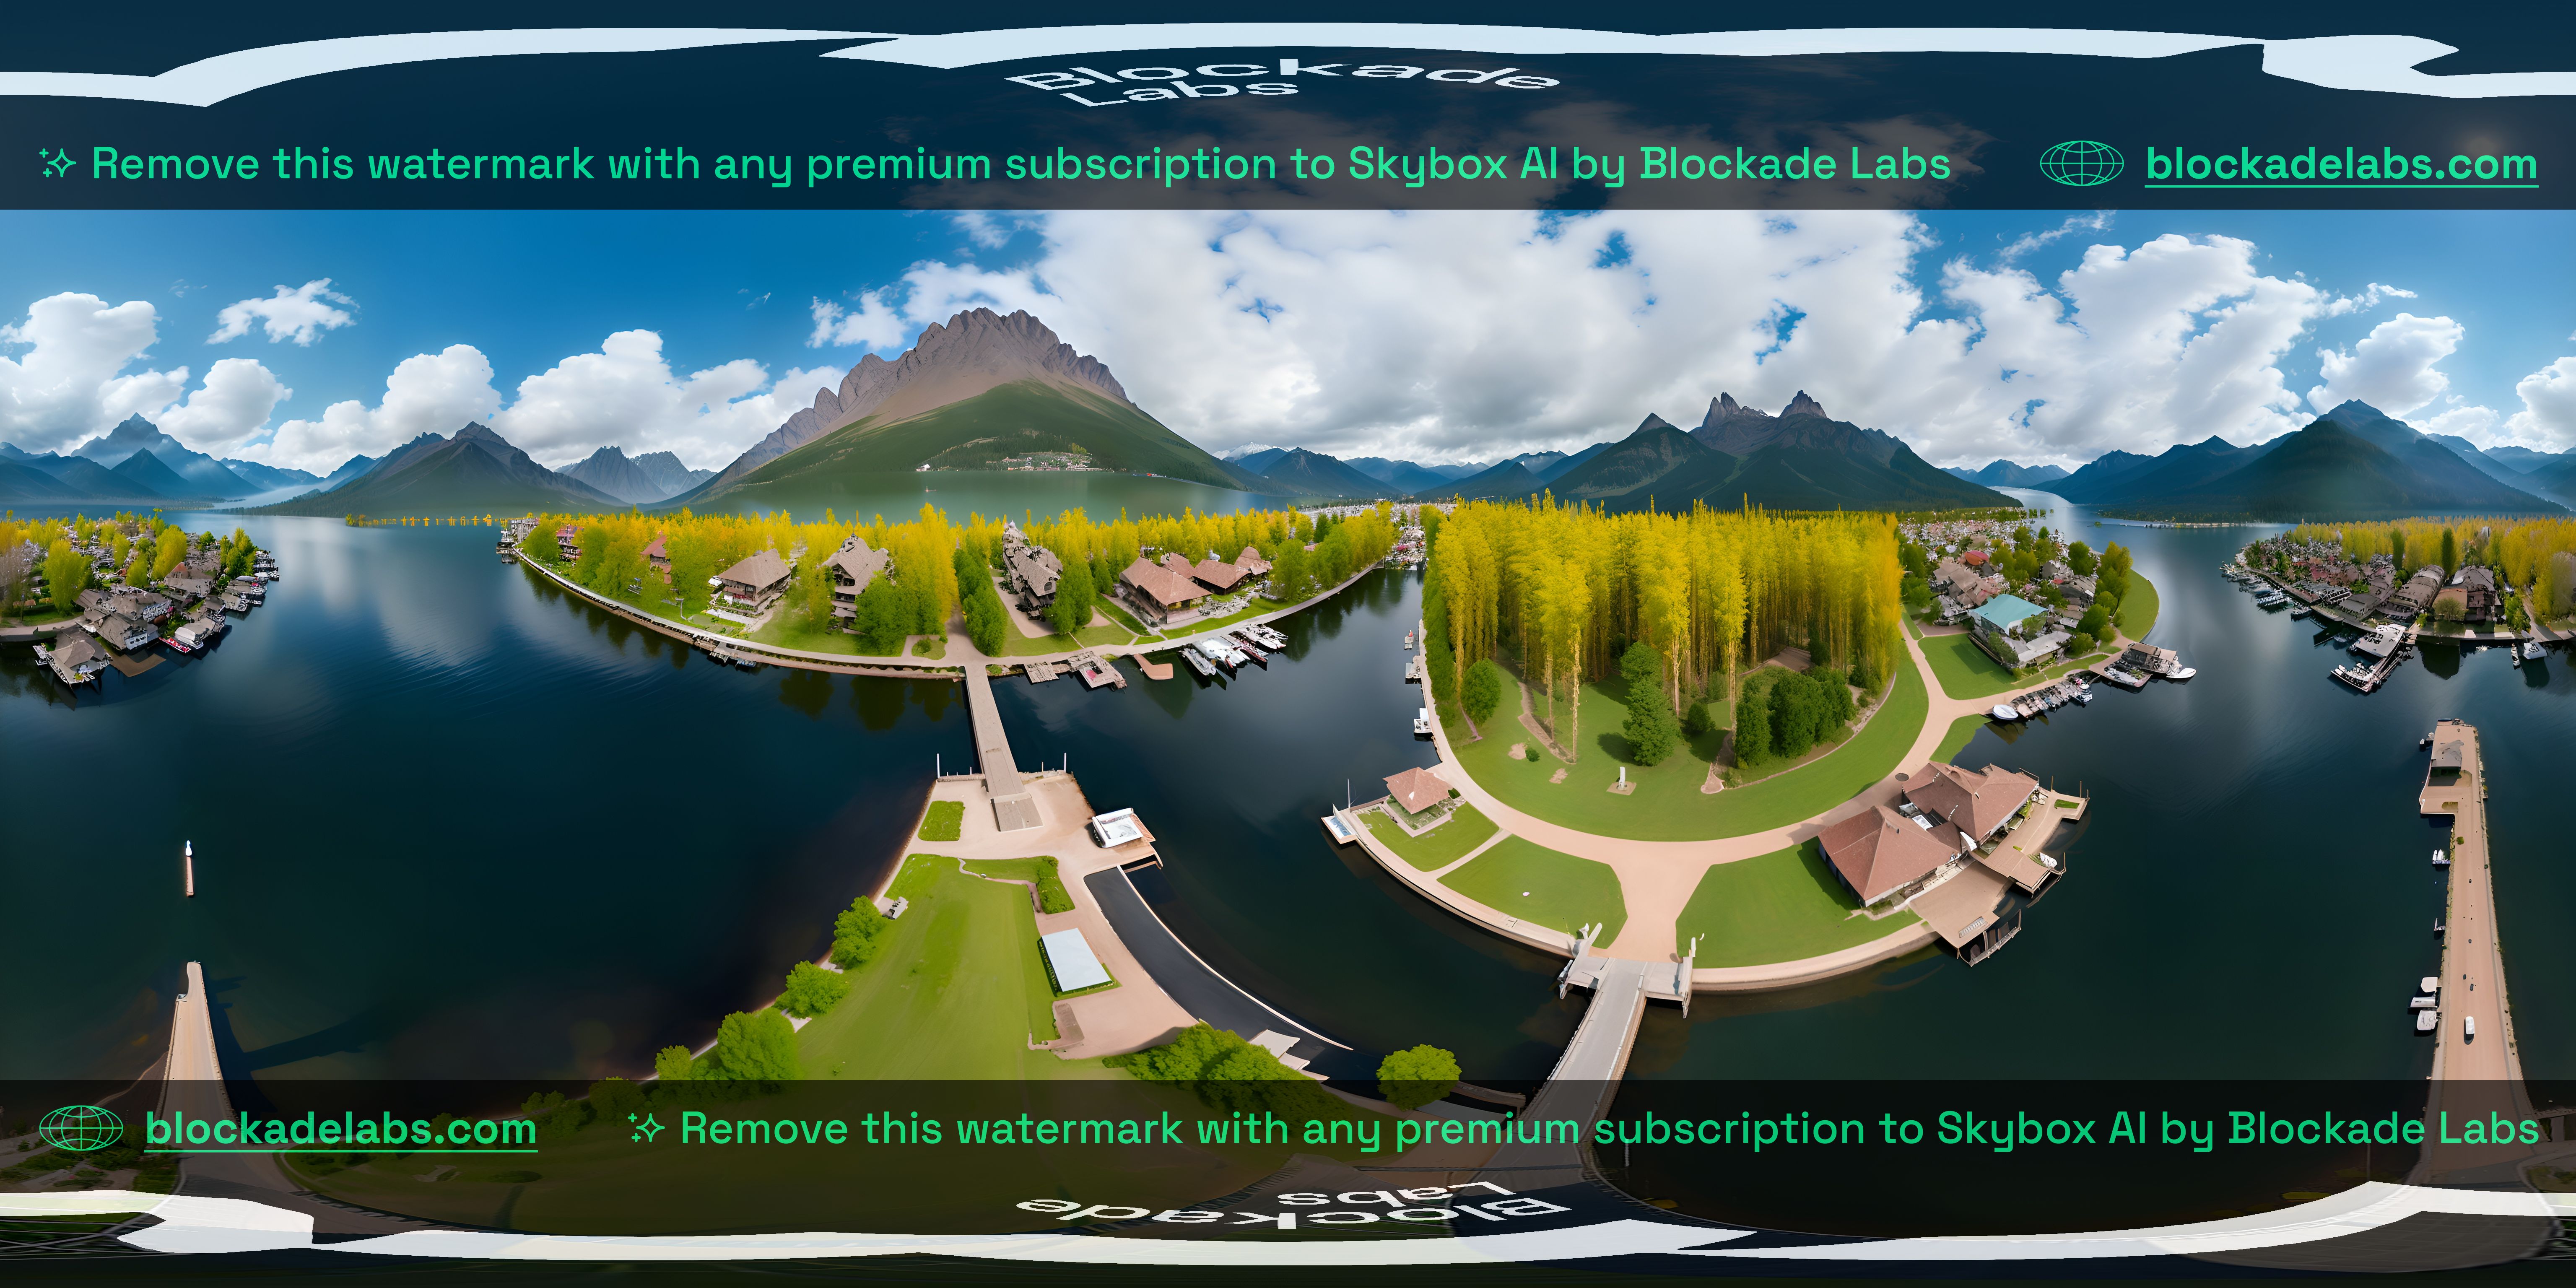 Blockade
Labs
Remove this watermark with any premium subscription to Skybox AI by Blockade Labs
blockadelabs.com
blockadelabs.com
Remove this watermark with any premium subscription to Skybox AI by Blockade Labs
Labs
Blockade